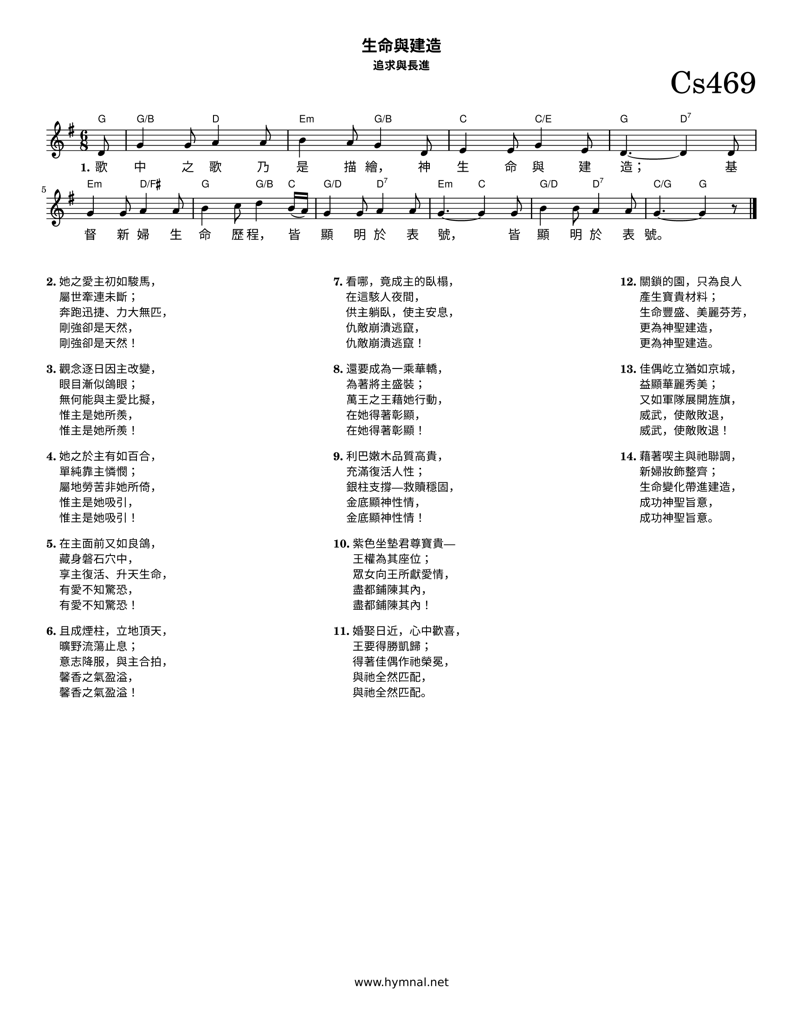 生命與建造
追求與長進
Cs469
G G/B D Em G/B C C/E G D7
1. 歌 中 之 歌 乃 是 描 繪， 神 生 命 與 建 造； 基
5 Em D/F♯ G G/B C G/D D7 Em C G/D D7 C/G G
督 新 婦 生 命 歷 程， 皆 顯 明 於 表 號， 皆 顯 明 於 表 號。
2. 她之愛主初如駿馬，
屬世牽連未斷；
奔跑迅捷、力大無匹，
剛強卻是天然，
剛強卻是天然！
3. 觀念逐日因主改變，
眼目漸似鴿眼；
無何能與主愛比擬，
惟主是她所羨，
惟主是她所羨！
4. 她之於主有如百合，
單純靠主憐憫；
屬地勞苦非她所倚，
惟主是她吸引，
惟主是她吸引！
5. 在主面前又如良鴿，
藏身磐石穴中，
享主復活、升天生命，
有愛不知驚恐，
有愛不知驚恐！
6. 且成煙柱，立地頂天，
曠野流蕩止息；
意志降服，與主合拍，
馨香之氣盈溢，
馨香之氣盈溢！
7. 看哪，竟成主的臥榻，
在這駭人夜間，
供主躺臥，使主安息，
仇敵崩潰逃竄，
仇敵崩潰逃竄！
8. 還要成為一乘華轎，
為著將主盛裝；
萬王之王藉她行動，
在她得著彰顯，
在她得著彰顯！
9. 利巴嫩木品質高貴，
充滿復活人性；
銀柱支撐—救贖穩固，
金底顯神性情，
金底顯神性情！
10. 紫色坐墊君尊寶貴—
王權為其座位；
眾女向王所獻愛情，
盡都鋪陳其內，
盡都鋪陳其內！
11. 婚娶日近，心中歡喜，
王要得勝凱歸；
得著佳偶作祂榮冕，
與祂全然匹配，
與祂全然匹配。
12. 關鎖的園，只為良人
產生寶貴材料；
生命豐盛、美麗芬芳，
更為神聖建造，
更為神聖建造。
13. 佳偶屹立猶如京城，
益顯華麗秀美；
又如軍隊展開旌旗，
威武，使敵敗退，
威武，使敵敗退！
14. 藉著喫主與祂聯調，
新婦妝飾整齊；
生命變化帶進建造，
成功神聖旨意，
成功神聖旨意。
www.hymnal.net